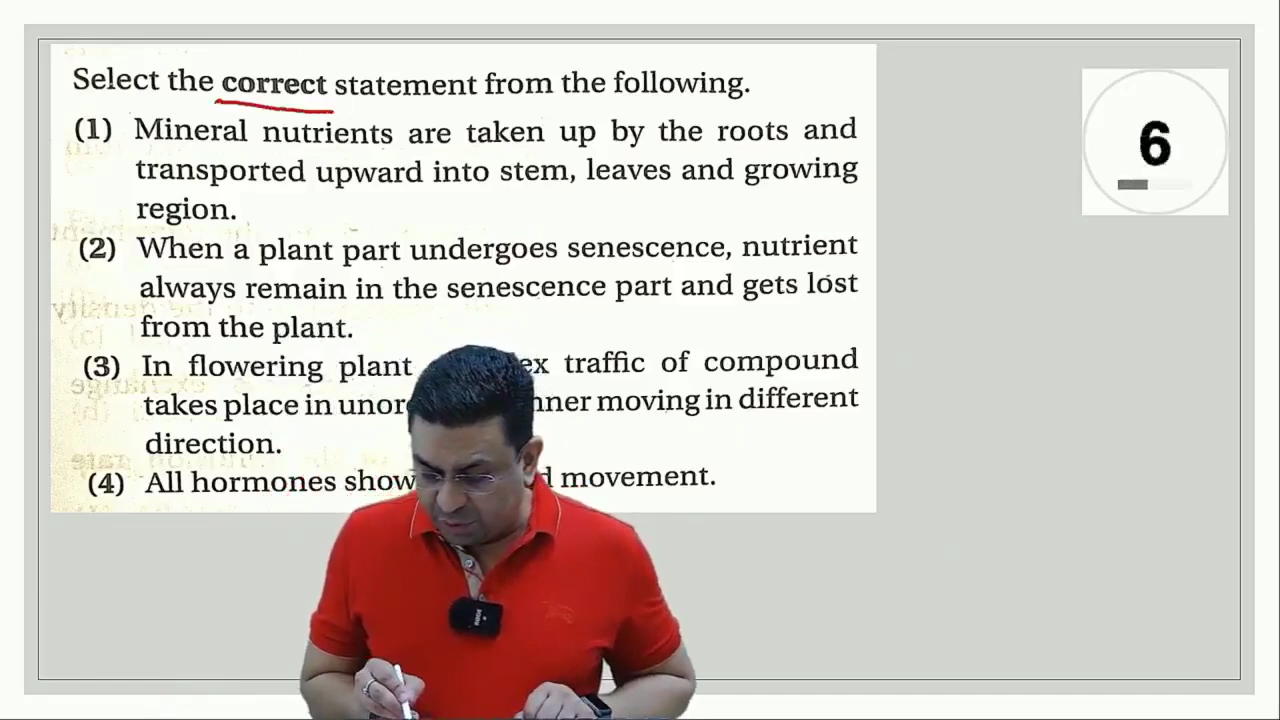 Select the correct statement from the following.
6
(1) Mineral nutrients are taken up by the roots and
transported upward into stem, leaves and growing
region.
(2) When a plant part undergoes senescence, nutrient
always remain in the senescence part and gets lost
from the plant.
(3) In flowering plant traffic of compound
takes place in moving in different
direction.
(4) All hormones show movement.